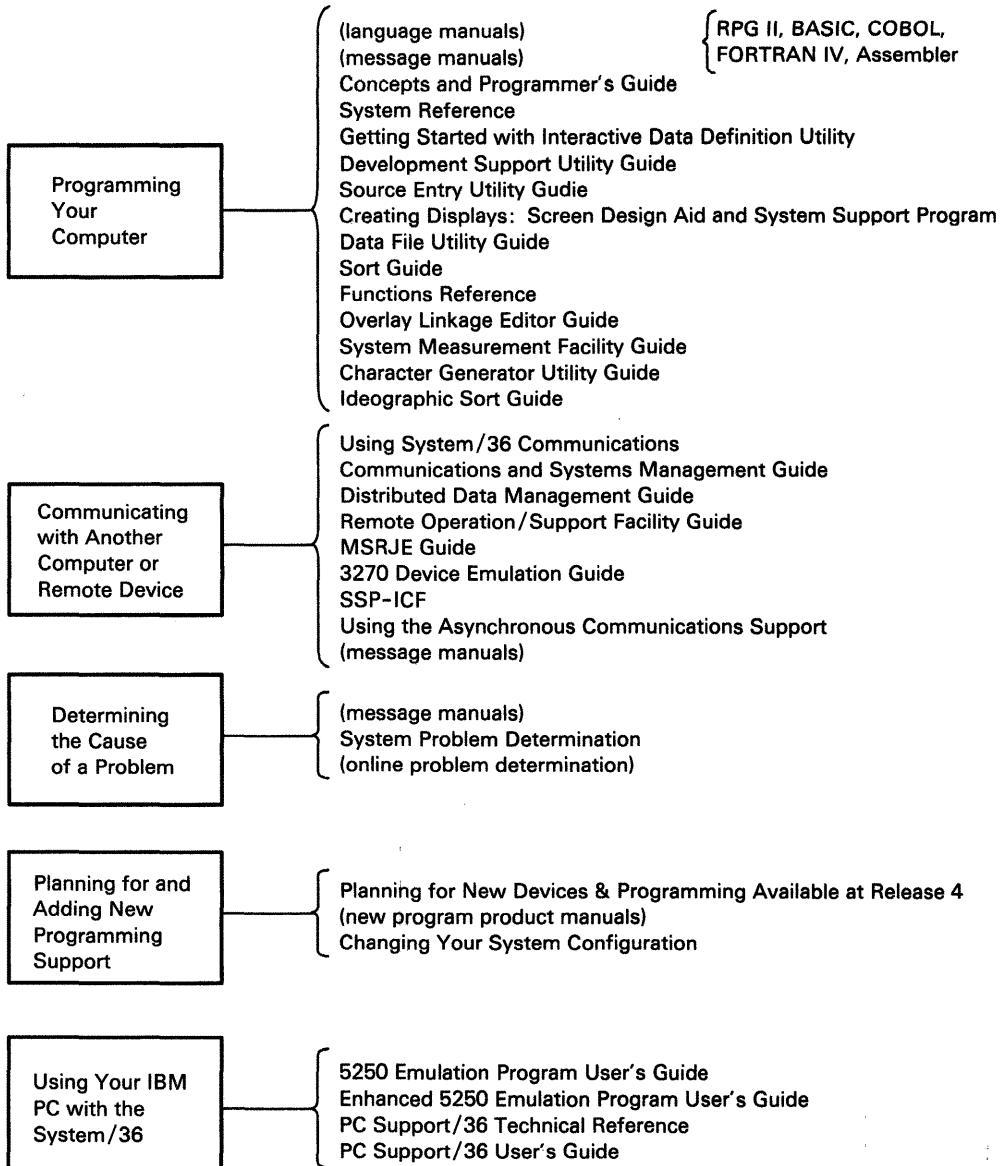 Programming
Your
Computer
(language manuals)
(message manuals)
RPG II, BASIC, COBOL,
FORTRAN IV, Assembler
Concepts and Programmer's Guide
System Reference
Getting Started with Interactive Data Definition Utility
Development Support Utility Guide
Source Entry Utility Gudie
Creating Displays: Screen Design Aid and System Support Program
Data File Utility Guide
Sort Guide
Functions Reference
Overlay Linkage Editor Guide
System Measurement Facility Guide
Character Generator Utility Guide
Ideographic Sort Guide
Communicating
with Another
Computer or
Remote Device
Using System/36 Communications
Communications and Systems Management Guide
Distributed Data Management Guide
Remote Operation/Support Facility Guide
MSRJE Guide
3270 Device Emulation Guide
SSP-ICF
Using the Asynchronous Communications Support
(message manuals)
Determining
the Cause
of a Problem
(message manuals)
System Problem Determination
(online problem determination)
Planning for and
Adding New
Programming
Support
Planning for New Devices & Programming Available at Release 4
(new program product manuals)
Changing Your System Configuration
Using Your IBM
PC with the
System/36
5250 Emulation Program User's Guide
Enhanced 5250 Emulation Program User's Guide
PC Support/36 Technical Reference
PC Support/36 User's Guide